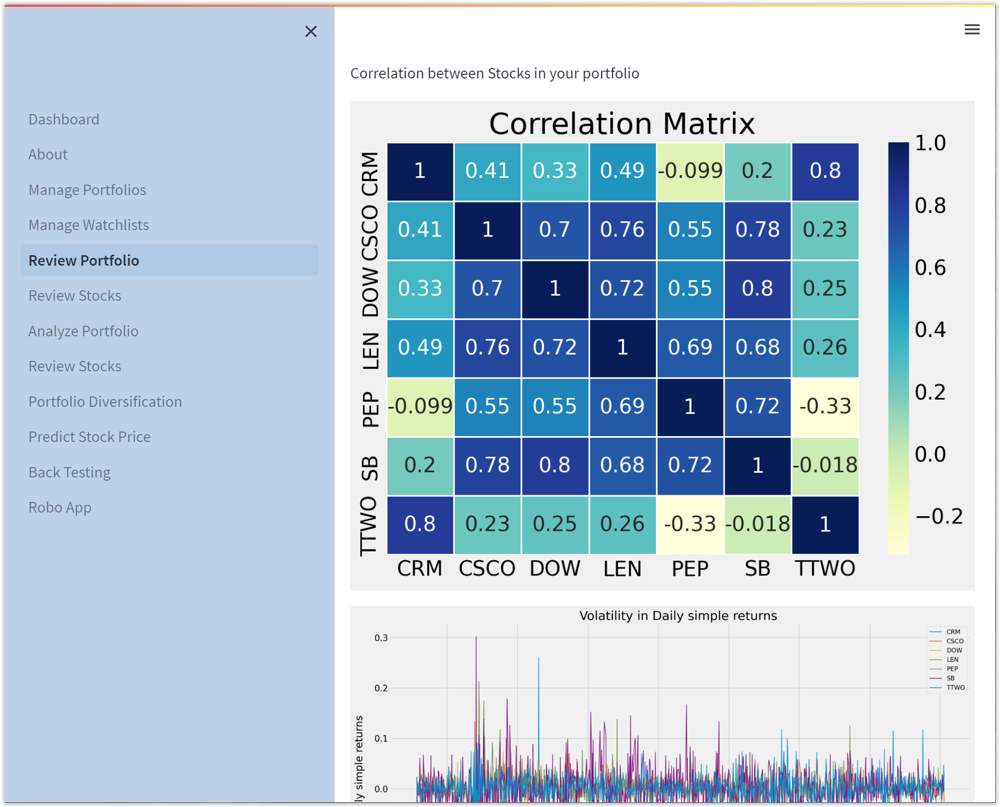 Dashboard
About
Manage Portfolios
Manage Watchlists
Review Portfolio
Review Stocks
Analyze Portfolio
Review Stocks
Portfolio Diversification
Predict Stock Price
Back Testing
Robo App
Correlation between Stocks in your portfolio
Correlation Matrix
CRM 1 0.41 0.33 0.49 -0.099 0.2 0.8
CSCO 0.41 1 0.7 0.76 0.55 0.78 0.23
DOW 0.33 0.7 1 0.72 0.55 0.8 0.25
LEN 0.49 0.76 0.72 1 0.69 0.68 0.26
PEP -0.099 0.55 0.55 0.69 1 0.72 -0.33
SB 0.2 0.78 0.8 0.68 0.72 1 -0.018
TTWO 0.8 0.23 0.25 0.26 -0.33 -0.018 1
CRM CSCO DOW LEN PEP SB TTWO
1.0
0.8
0.6
0.4
0.2
0.0
−0.2
Volatility in Daily simple returns
0.3
0.2
0.1
0.0
ly simple returns
CRM
CSCO
DOW
LEN
PEP
SB
TTWO